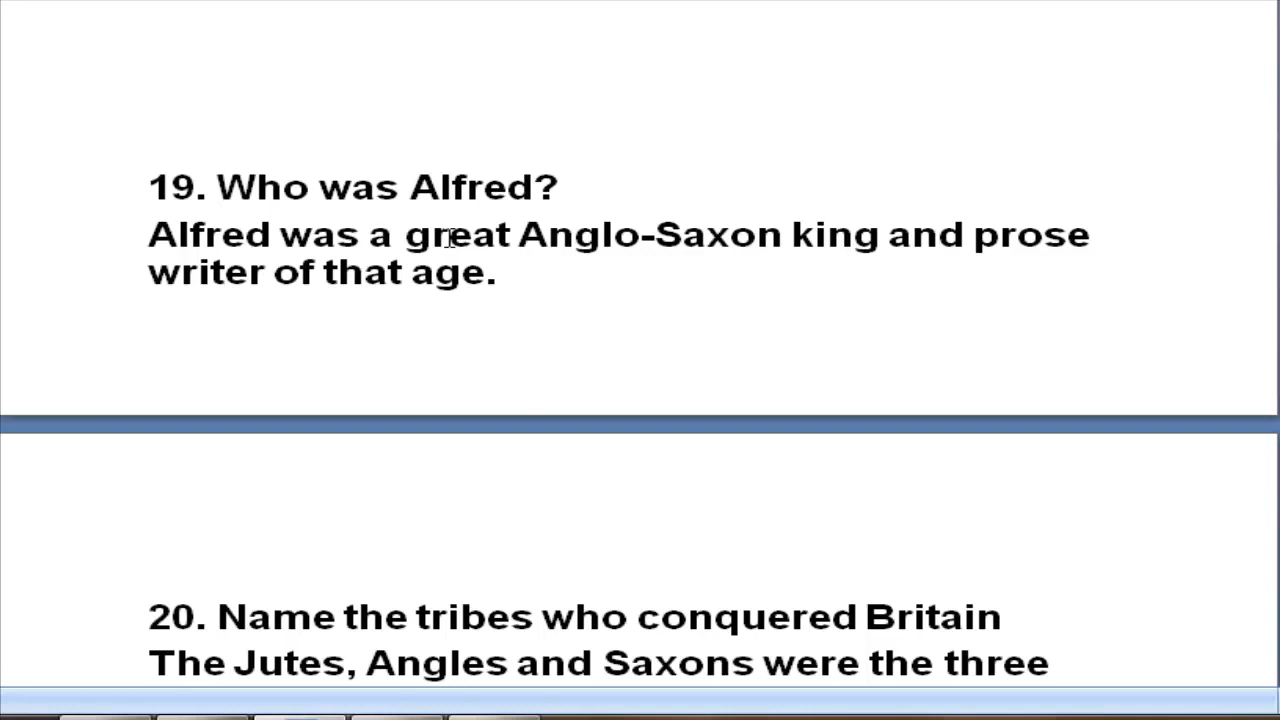 19. Who was Alfred?
Alfred was a great Anglo-Saxon king and prose
writer of that age.
20. Name the tribes who conquered Britain
The Jutes, Angles and Saxons were the three